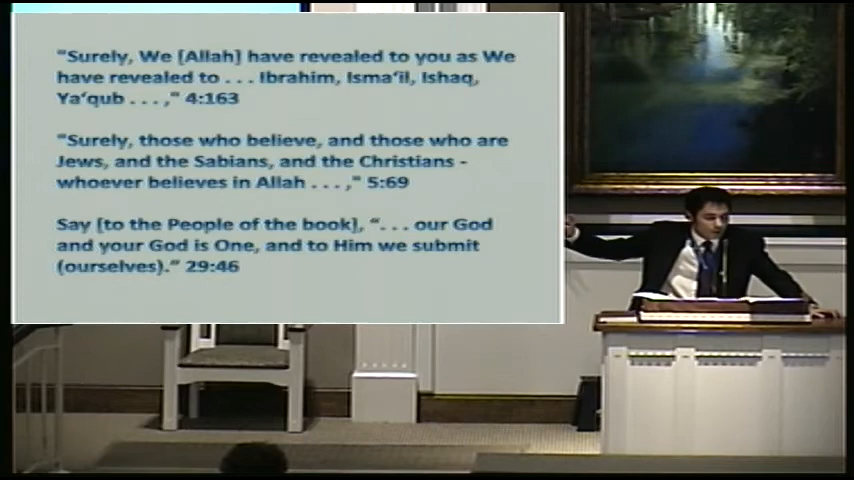 "Surely, We [Allah] have revealed to you as We
have revealed to . . . Ibrahim, Isma‘il, Ishaq,
Ya‘qub . . . ," 4:163
"Surely, those who believe, and those who are
Jews, and the Sabians, and the Christians -
whoever believes in Allah . . . ," 5:69
Say [to the People of the book], “. . . our God
and your God is One, and to Him we submit
(ourselves).” 29:46